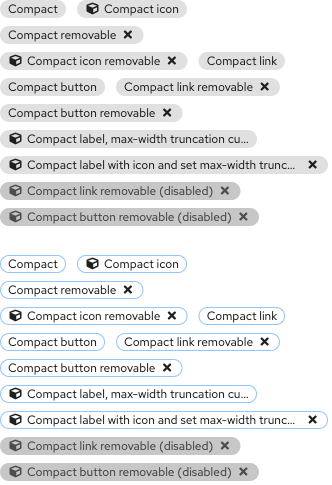 Compact Compact icon
Compact removable
Compact icon removable Compact link
Compact button Compact link removable
Compact button removable
Compact label, max-width truncation cu...
Compact label with icon and set max-width trunc...
Compact link removable (disabled)
Compact button removable (disabled)
Compact Compact icon
Compact removable
Compact icon removable Compact link
Compact button Compact link removable
Compact button removable
Compact label, max-width truncation cu...
Compact label with icon and set max-width trunc...
Compact link removable (disabled)
Compact button removable (disabled)